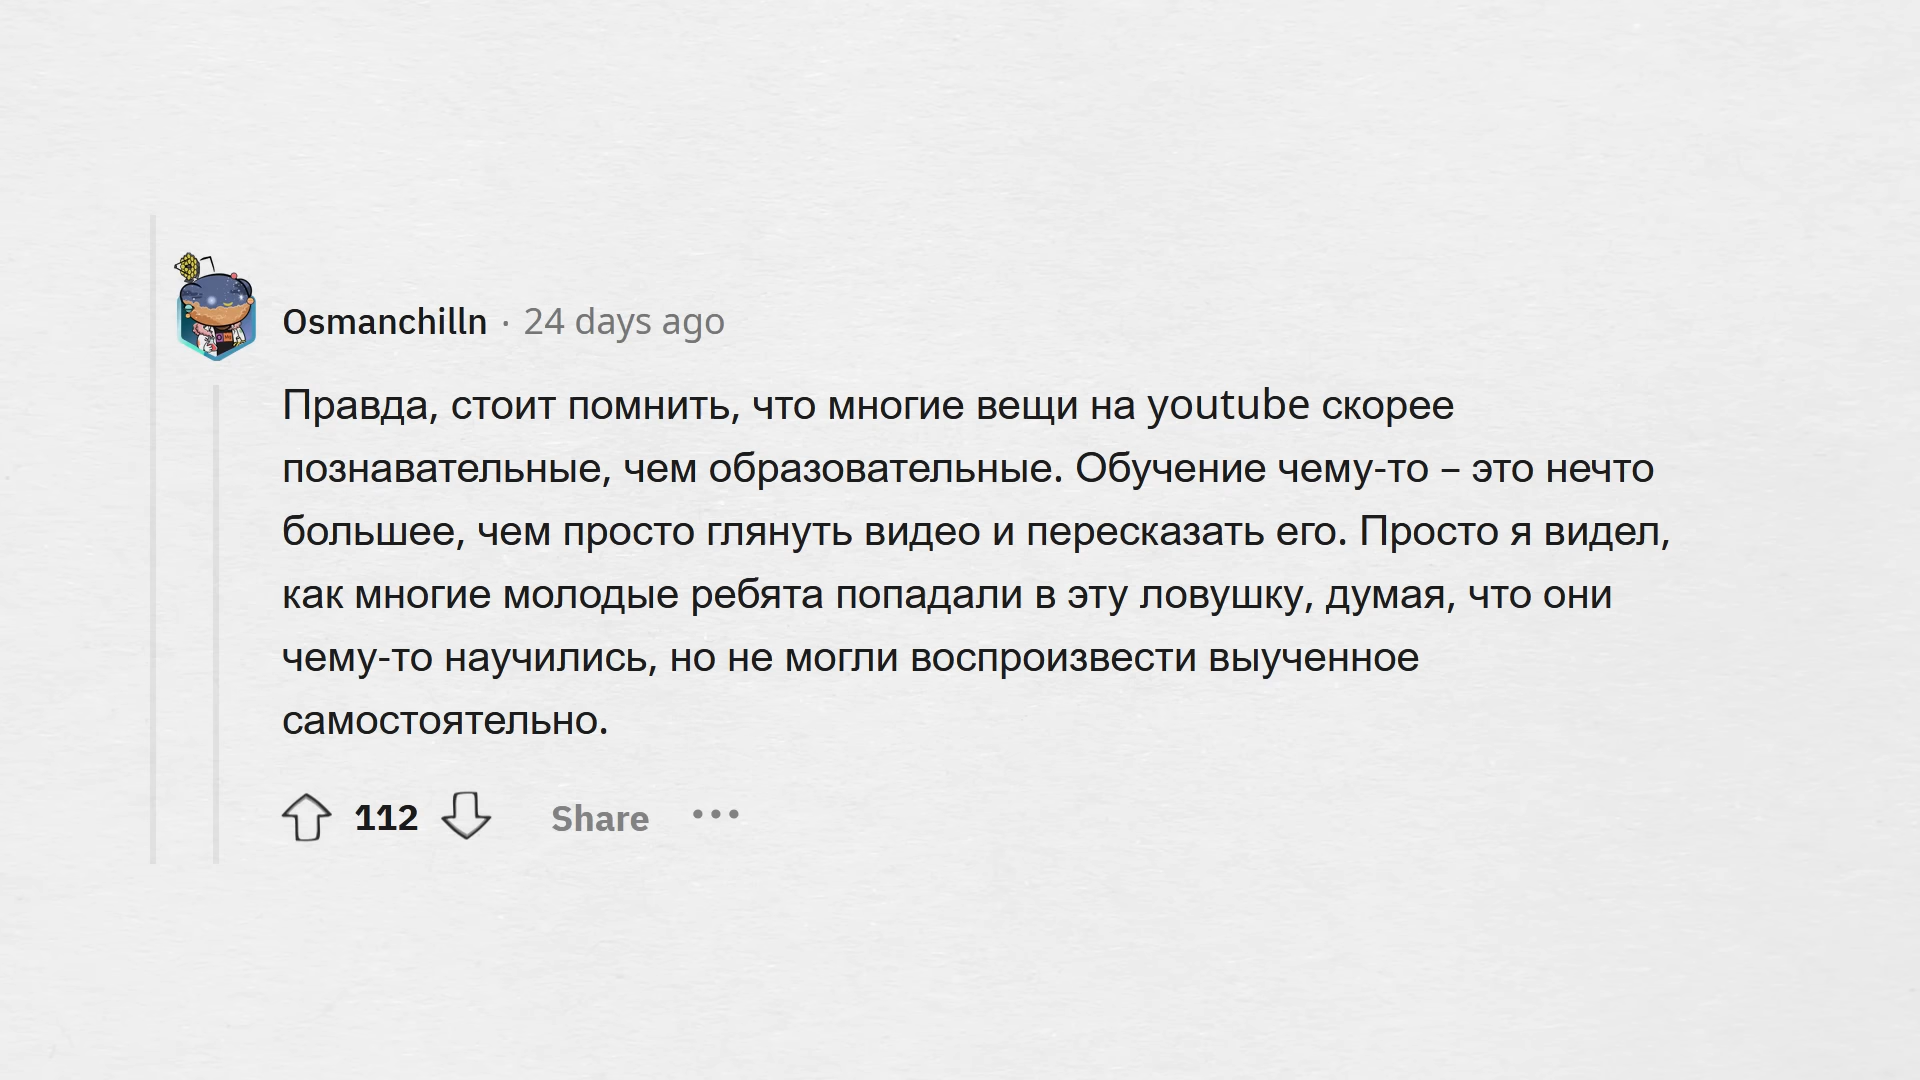 Osmanchilln · 24 days ago
Правда, стоит помнить, что многие вещи на youtube скорее
познавательные, чем образовательные. Обучение чему-то – это нечто
большее, чем просто глянуть видео и пересказать его. Просто я видел,
как многие молодые ребята попадали в эту ловушку, думая, что они
чему-то научились, но не могли воспроизвести выученное
самостоятельно.
112 Share •••